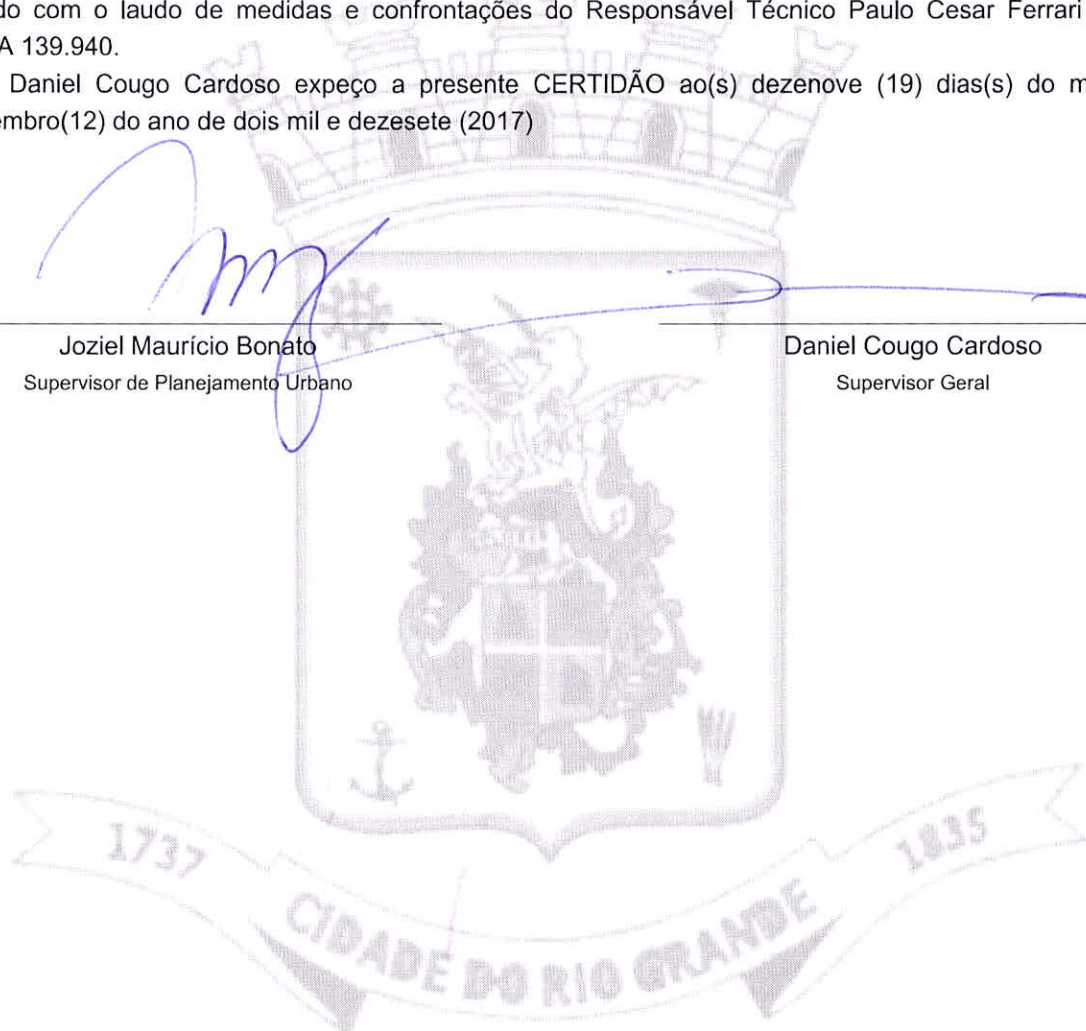 do com o laudo de medidas e confrontações do Responsável Técnico Paulo Cesar Ferrari
A 139.940.
Daniel Cougo Cardoso expeço a presente CERTIDÃO ao(s) dezenove (19) dias(s) do m
embro(12) do ano de dois mil e dezesete (2017)
Joziel Maurício Bonato
Supervisor de Planejamento Urbano
Daniel Cougo Cardoso
Supervisor Geral
1737
1835
CIDADE DO RIO GRANDE